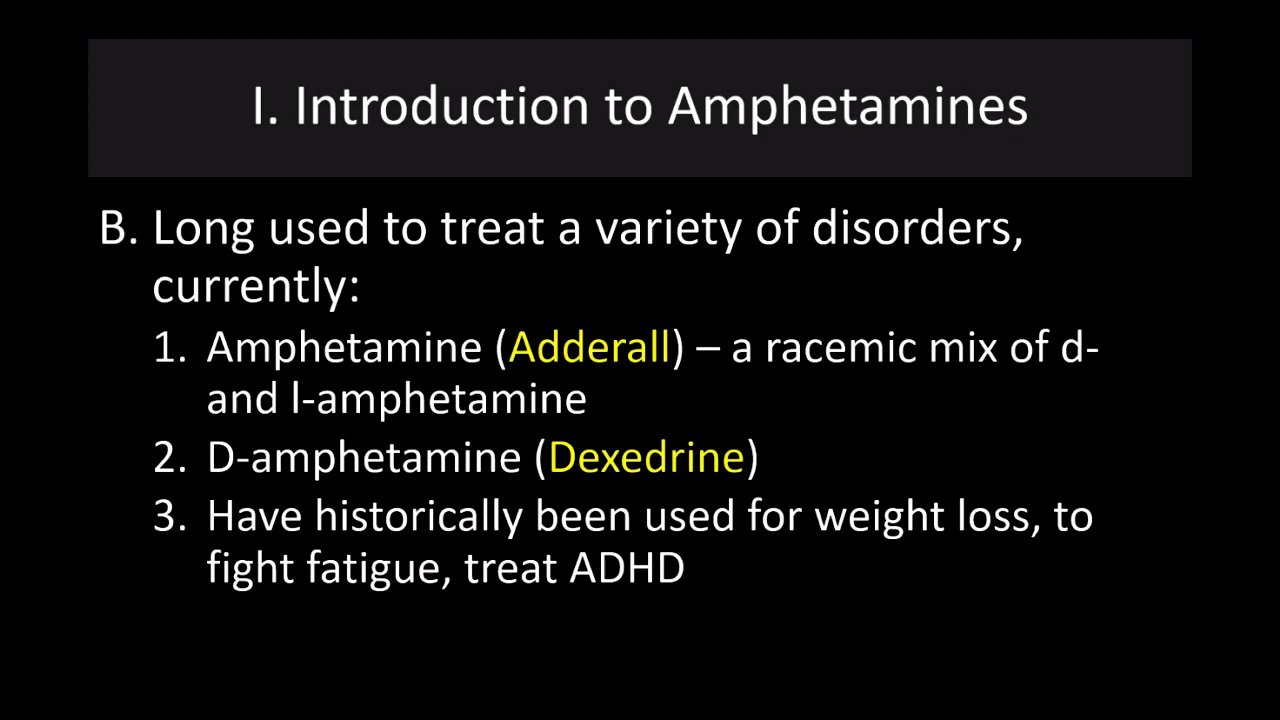 I. Introduction to Amphetamines
B. Long used to treat a variety of disorders,
currently:
1. Amphetamine (Adderall) – a racemic mix of d-
and l-amphetamine
2. D-amphetamine (Dexedrine)
3. Have historically been used for weight loss, to
fight fatigue, treat ADHD